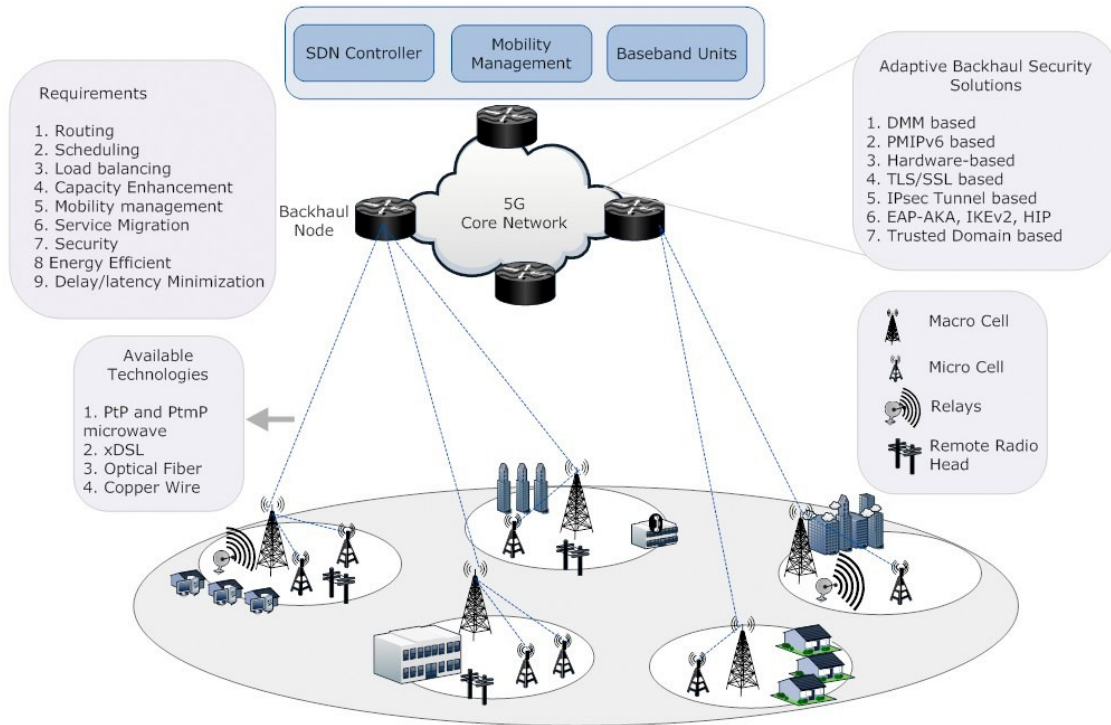 SDN Controller
Mobility
Management
Baseband Units
Requirements
1. Routing
2. Scheduling
3. Load balancing
4. Capacity Enhancement
5. Mobility management
6. Service Migration
7. Security
8 Energy Efficient
9. Delay/latency Minimization
Backhaul
Node
5G
Core Network
Adaptive Backhaul Security
Solutions
1. DMM based
2. PMIPv6 based
3. Hardware-based
4. TLS/SSL based
5. IPsec Tunnel based
6. EAP-AKA, IKEv2, HIP
7. Trusted Domain based
Available
Technologies
1. PtP and PtmP
microwave
2. xDSL
3. Optical Fiber
4. Copper Wire
Macro Cell
Micro Cell
Relays
Remote Radio
Head